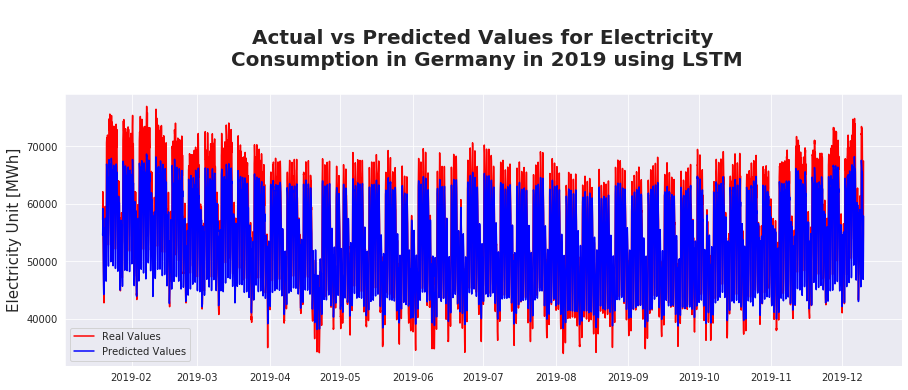 Actual vs Predicted Values for Electricity
Consumption in Germany in 2019 using LSTM
Electricity Unit [MWh]
70000
60000
50000
40000
Real Values
Predicted Values
2019-02 2019-03 2019-04 2019-05 2019-06 2019-07 2019-08 2019-09 2019-10 2019-11 2019-12